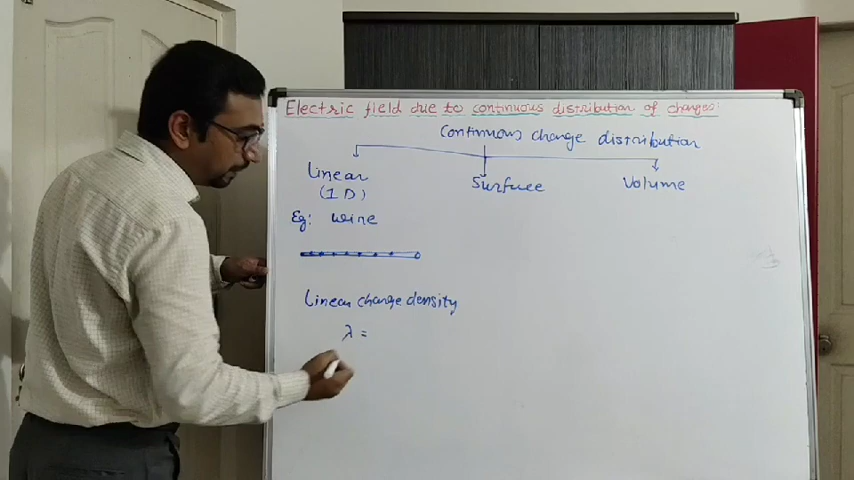 Electric field due to continuous distribution of charges:
Continuous charge distribution
Linear Surface Volume
(1D)
Eg: wire
Linear charge density
λ =